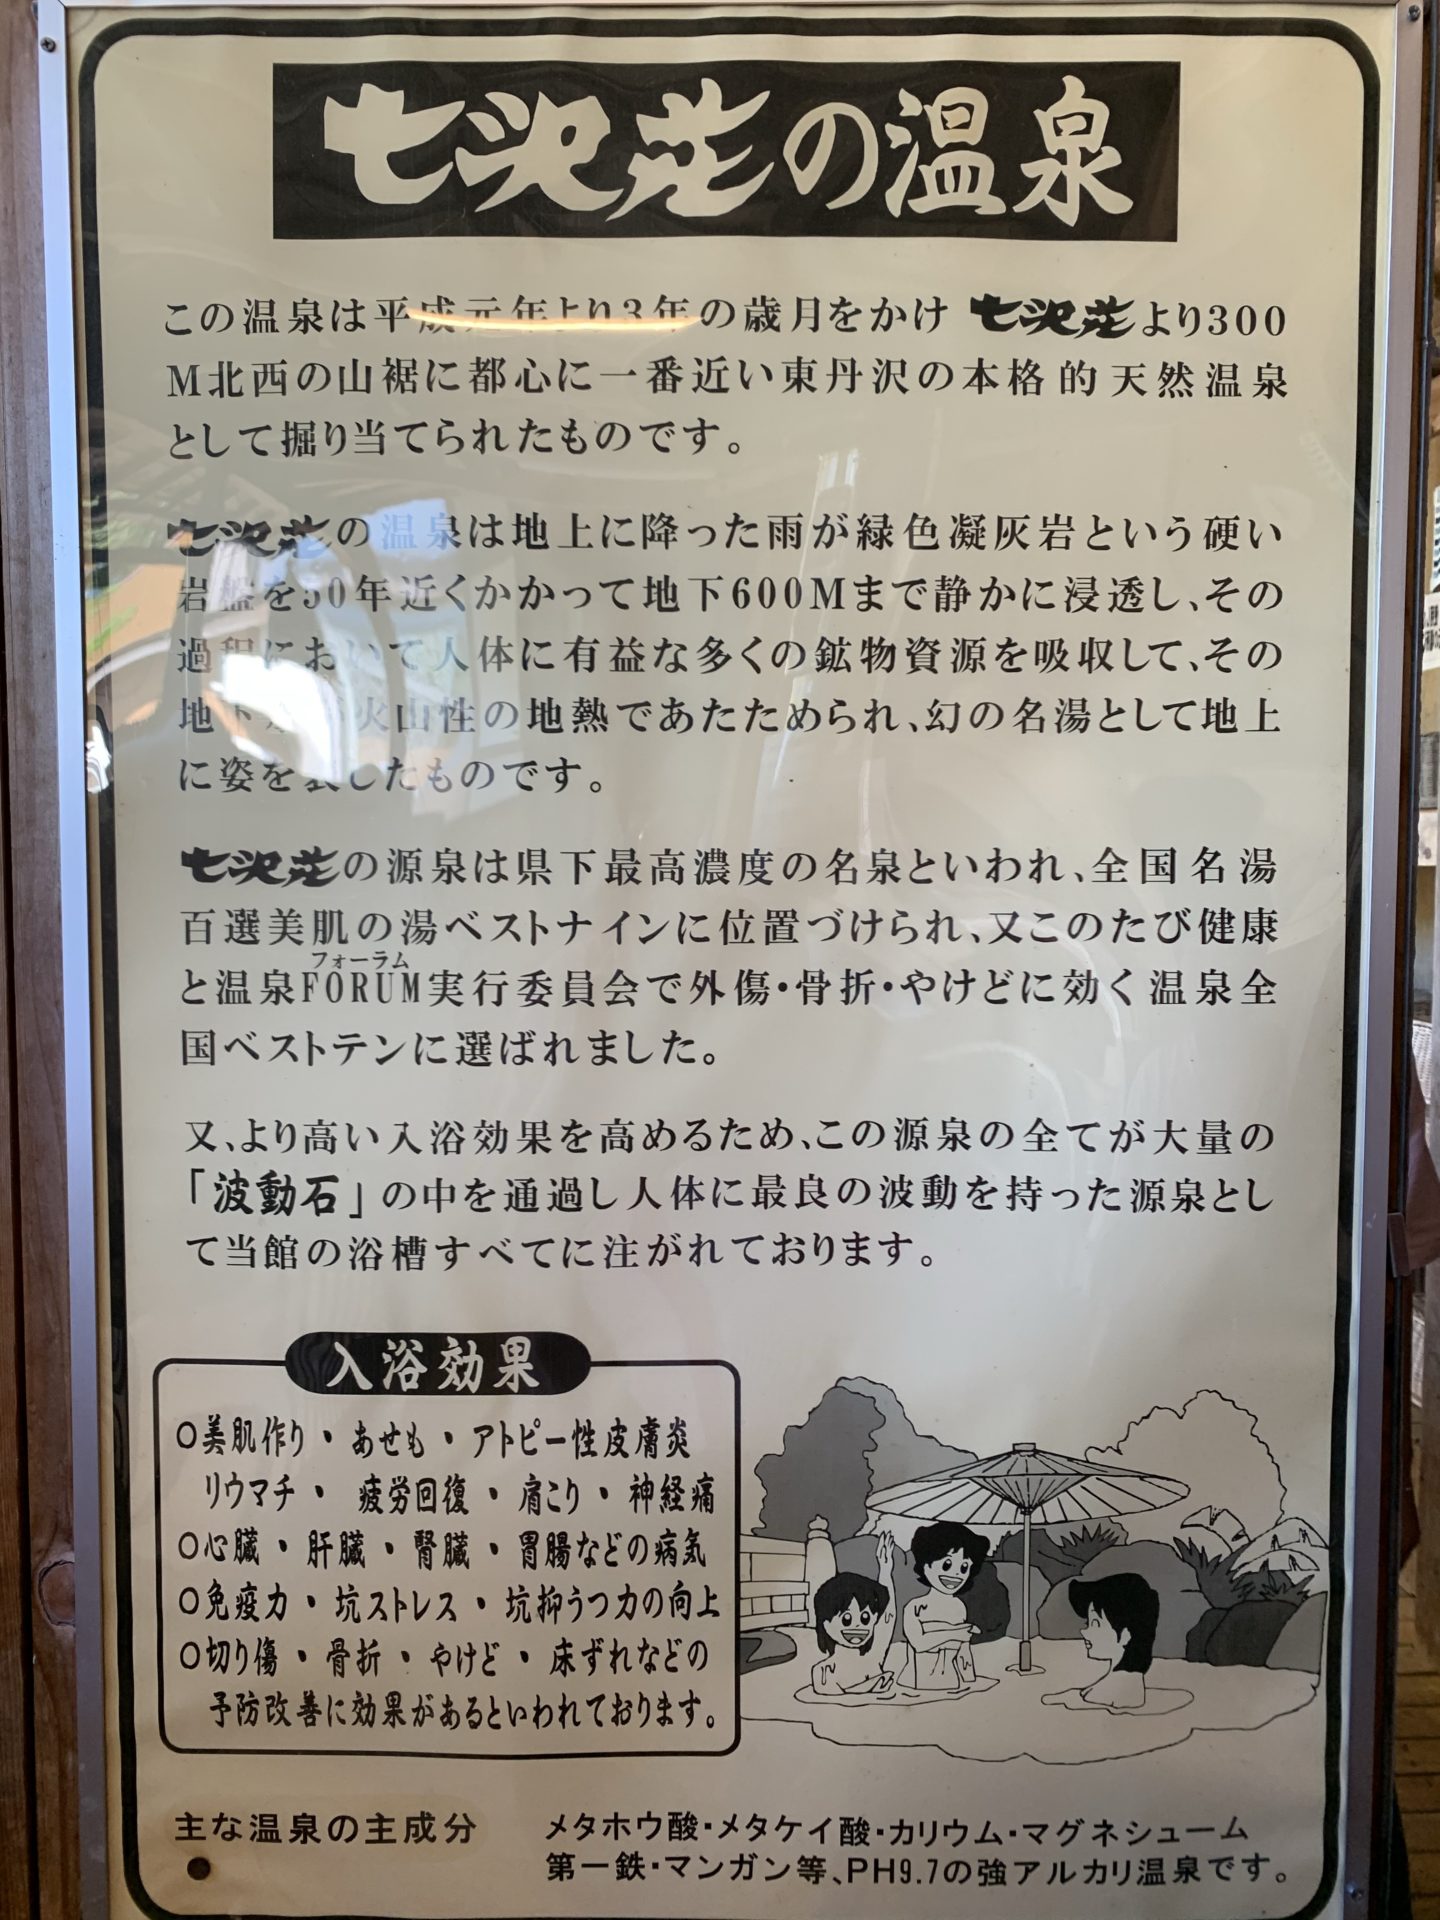 七沢荘の温泉
この温泉は平成元年より3年の歳月をかけ 七沢荘より300
M北西の山裾に都心に一番近い東丹沢の本格的天然温泉
として掘り当てられたものです。
七沢荘の温泉は地上に降った雨が緑色凝灰岩という硬い
岩盤を50年近くかかって地下600Mまで静かに浸透し、その
過程において人体に有益な多くの鉱物資源を吸収して、その
地下 火山性の地熱であたためられ、幻の名湯として地上
に姿を したものです。
七沢荘の源泉は県下最高濃度の名泉といわれ、全国名湯
百選美肌の湯ベストナインに位置づけられ、又このたび健康
フォーラム
と温泉FORUM実行委員会で外傷・骨折・やけどに効く温泉全
国ベストテンに選ばれました。
又、より高い入浴効果を高めるため、この源泉の全てが大量の
「波動石」の中を通過し人体に最良の波動を持った源泉とし
て当館の浴槽すべてに注がれております。
入浴効果
○美肌作り・あせも・アトピー性皮膚炎
リウマチ・疲労回復・肩こり・神経痛
○心臓・肝臓・腎臓・胃腸などの病気
○免疫力・坑ストレス・坑抑うつ力の向上
○切り傷・骨折・やけど・床ずれなどの
予防改善に効果があるといわれております。
主な温泉の主成分 メタホウ酸・メタケイ酸・カリウム・マグネシューム
第一鉄・マンガン等、PH9.7の強アルカリ温泉です。